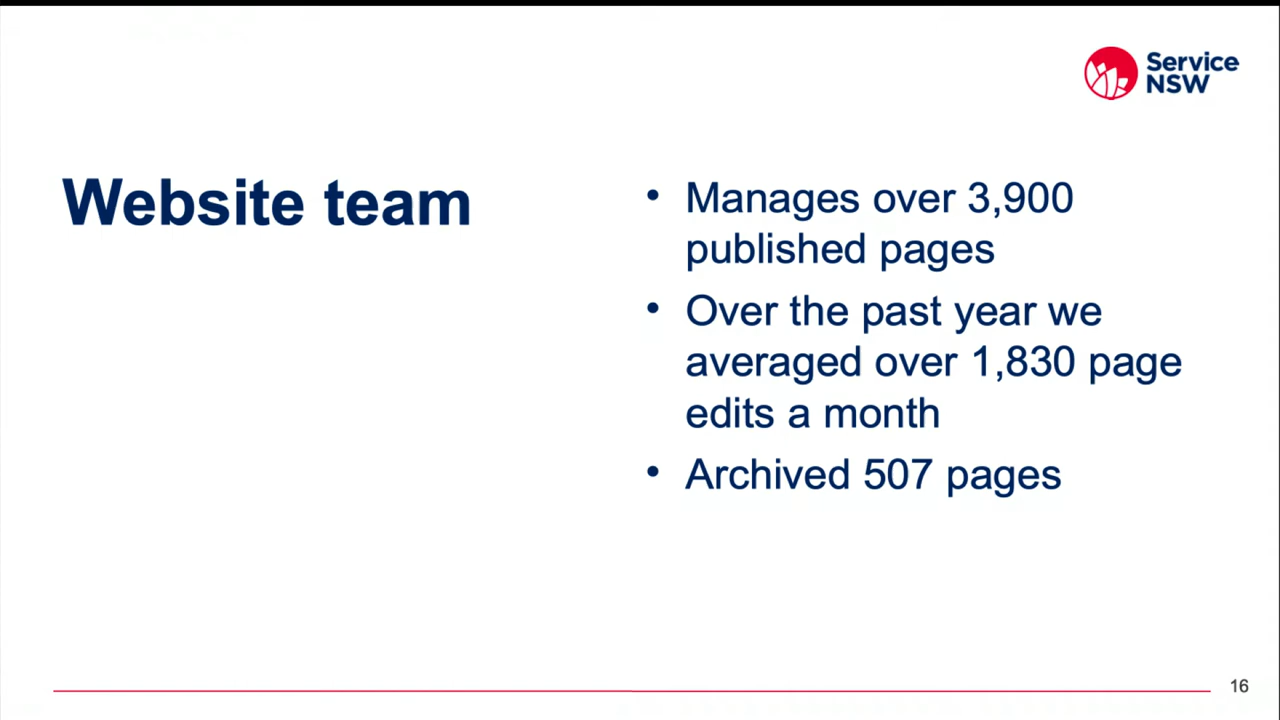 Service
NSW
Website team
• Manages over 3,900
published pages
• Over the past year we
averaged over 1,830 page
edits a month
• Archived 507 pages
16